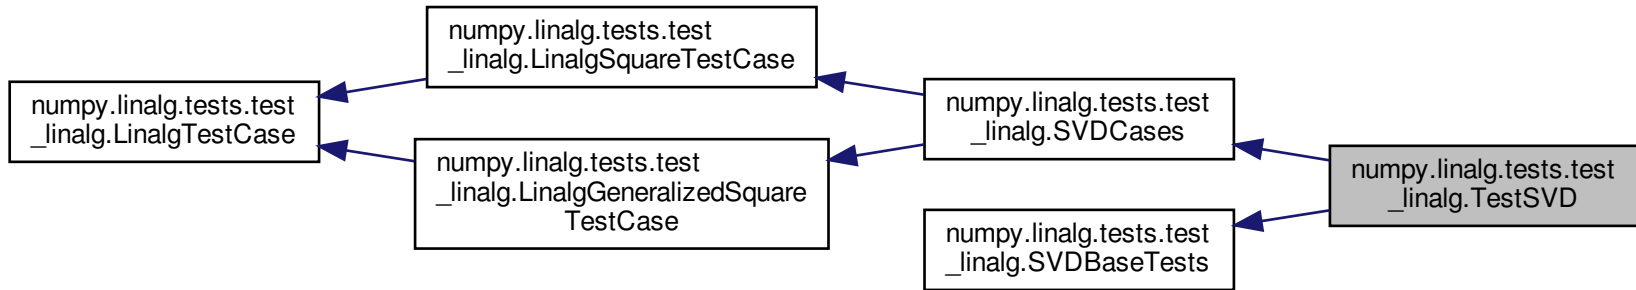 numpy.linalg.tests.test
_linalg.LinalgTestCase
numpy.linalg.tests.test
_linalg.LinalgSquareTestCase
numpy.linalg.tests.test
_linalg.LinalgGeneralizedSquare
TestCase
numpy.linalg.tests.test
_linalg.SVDCases
numpy.linalg.tests.test
_linalg.SVDBaseTests
numpy.linalg.tests.test
_linalg.TestSVD